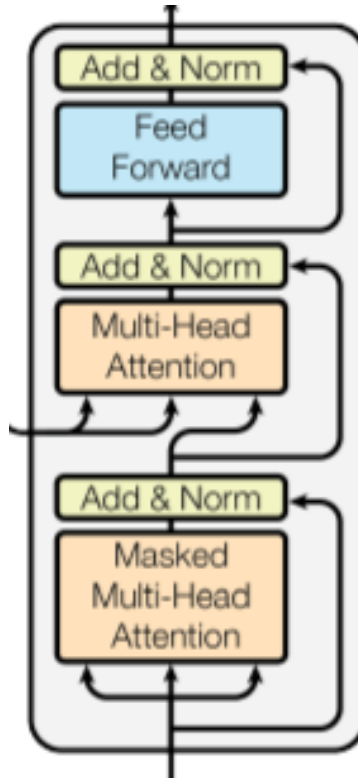 Add & Norm
Feed
Forward
Add & Norm
Multi-Head
Attention
Add & Norm
Masked
Multi-Head
Attention